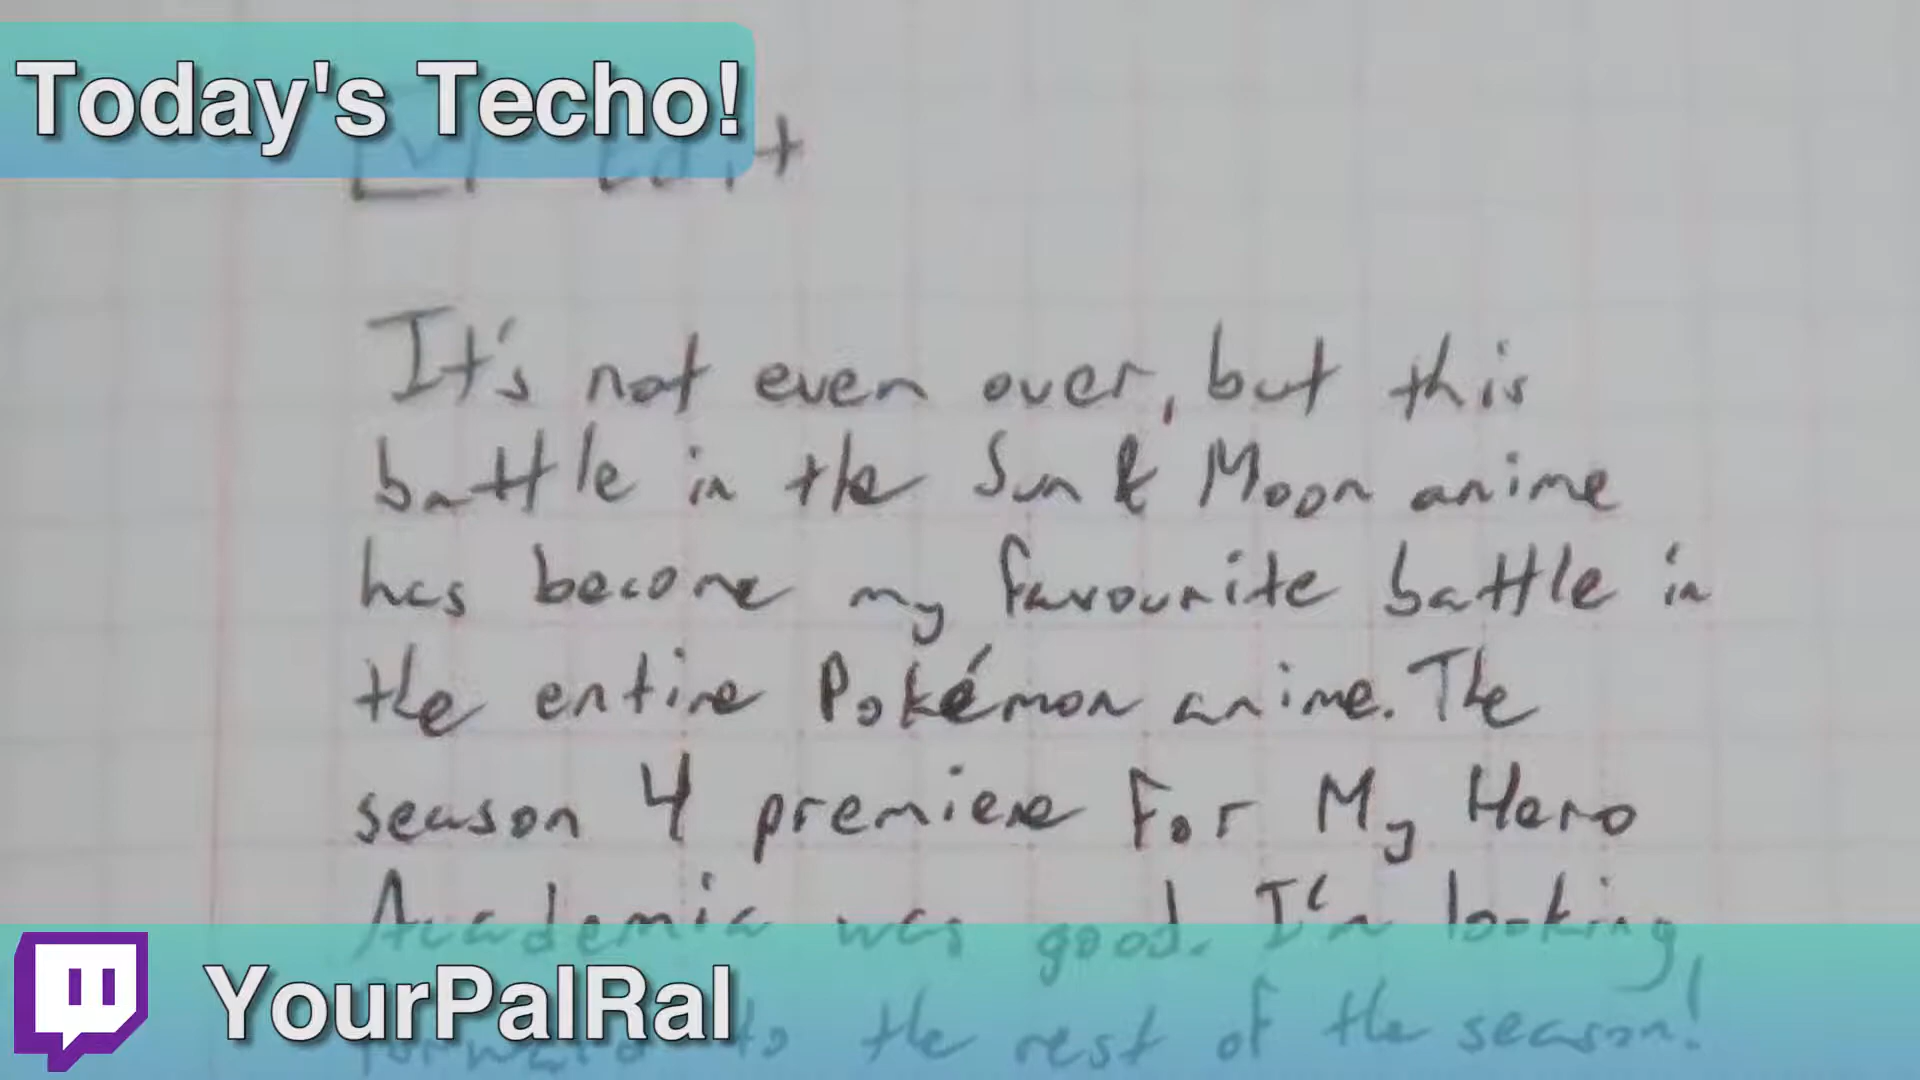 Today's Techo!
Edit
It's not even over, but this
battle in the Sun & Moon anime
has become my favourite battle in
the entire Pokémon anime. The
season 4 premiere for My Hero
Academia was good. I'm looking
forward to the rest of the season!
YourPalRal